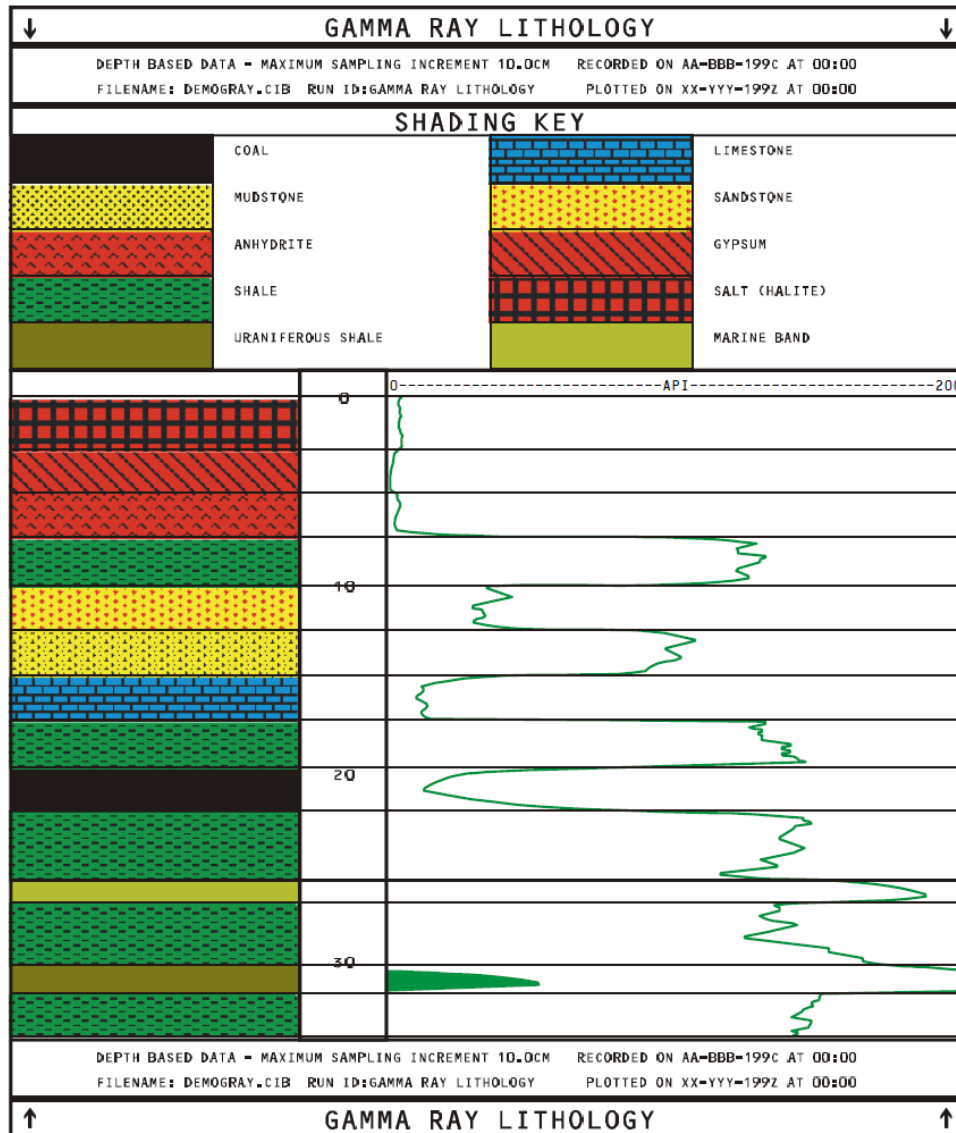 ↓ GAMMA RAY LITHOLOGY ↓
DEPTH BASED DATA - MAXIMUM SAMPLING INCREMENT 10.0CM RECORDED ON AA-BBB-199C AT 00:00
FILENAME: DEMOGRAY.CIB RUN ID:GAMMA RAY LITHOLOGY PLOTTED ON XX-YYY-199Z AT 00:00
SHADING KEY
COAL LIMESTONE
MUDSTONE SANDSTONE
ANHYDRITE GYPSUM
SHALE SALT (HALITE)
URANIFEROUS SHALE MARINE BAND
0------------------------------API---------------------------200
0
10
20
30
DEPTH BASED DATA - MAXIMUM SAMPLING INCREMENT 10.0CM RECORDED ON AA-BBB-199C AT 00:00
FILENAME: DEMOGRAY.CIB RUN ID:GAMMA RAY LITHOLOGY PLOTTED ON XX-YYY-199Z AT 00:00
↑ GAMMA RAY LITHOLOGY ↑